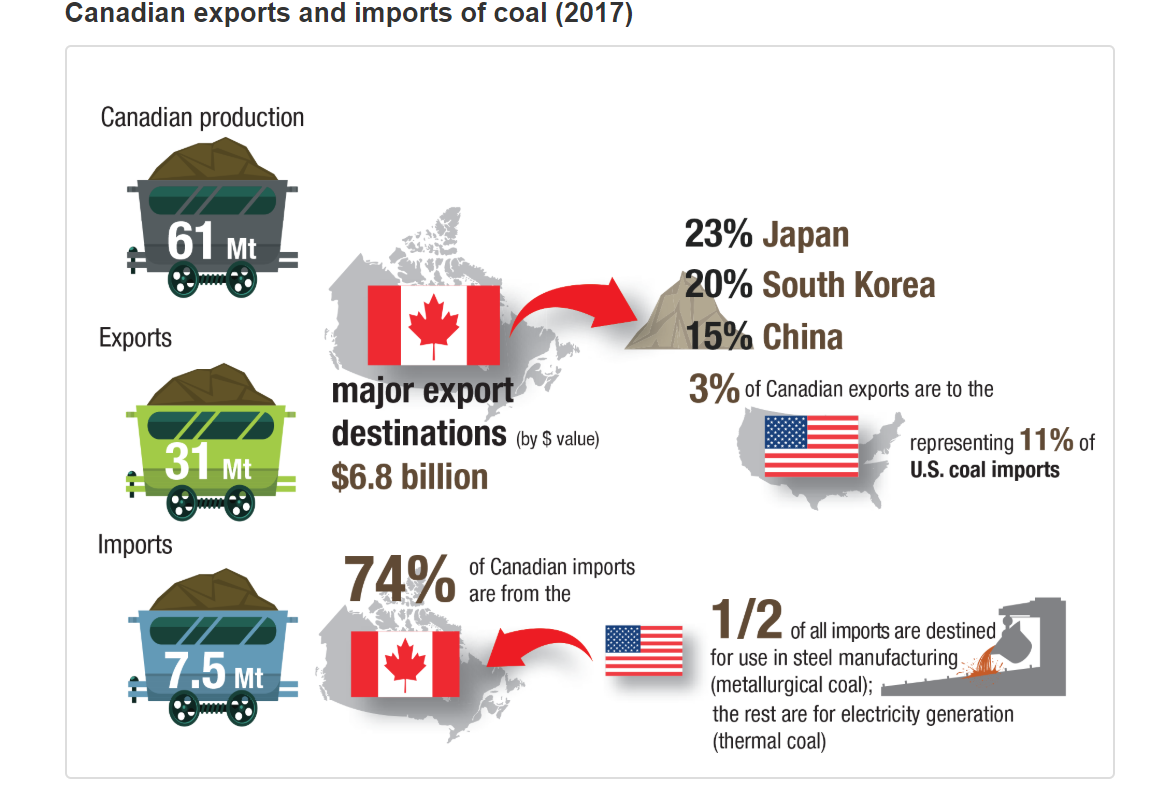 Canadian exports and imports of coal (2017)
Canadian production
61 Mt
Exports
31 Mt
Imports
7.5 Mt
major export
destinations (by $ value)
$6.8 billion
23% Japan
20% South Korea
15% China
3% of Canadian exports are to the
representing 11% of
U.S. coal imports
74% of Canadian imports
are from the
1/2 of all imports are destined
for use in steel manufacturing
(metallurgical coal);
the rest are for electricity generation
(thermal coal)